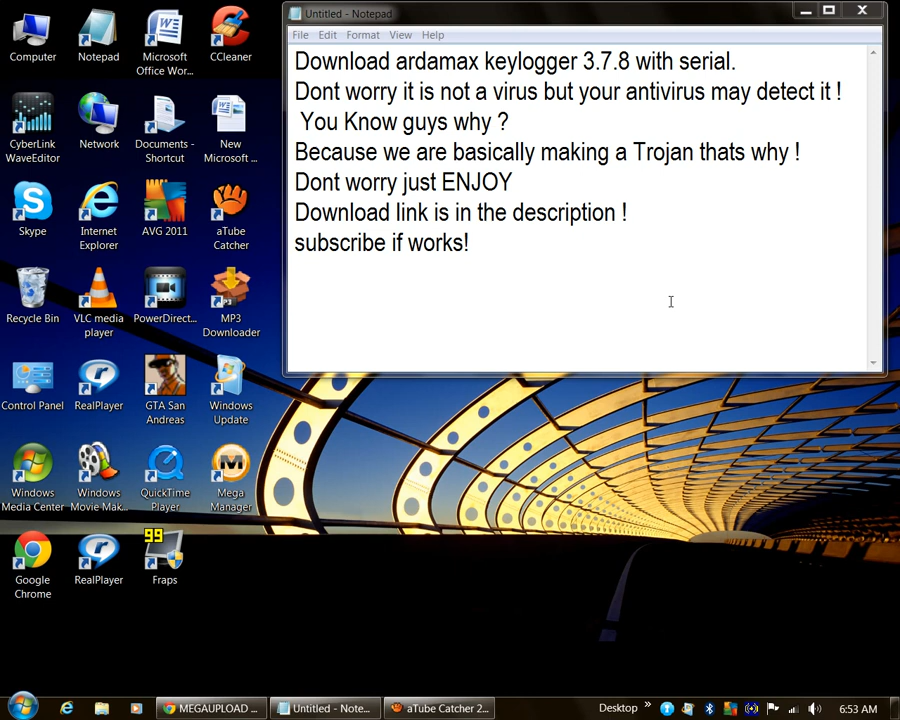 Untitled - Notepad
File Edit Format View Help
Download ardamax keylogger 3.7.8 with serial.
Dont worry it is not a virus but your antivirus may detect it !
You Know guys why ?
Because we are basically making a Trojan thats why !
Dont worry just ENJOY
Download link is in the description !
subscribe if works!
Computer
Notepad
Microsoft
Office Wor...
CCleaner
CyberLink
WaveEditor
Network
Documents -
Shortcut
New
Microsoft ...
Skype
Internet
Explorer
AVG 2011
aTube
Catcher
Recycle Bin
VLC media
player
PowerDirect...
MP3
Downloader
Control Panel
RealPlayer
GTA San
Andreas
Windows
Update
Windows
Media Center
Windows
Movie Mak...
QuickTime
Player
Mega
Manager
Google
Chrome
RealPlayer
99
Fraps
MEGAUPLOAD ...
Untitled - Note...
aTube Catcher 2...
Desktop
»
6:53 AM